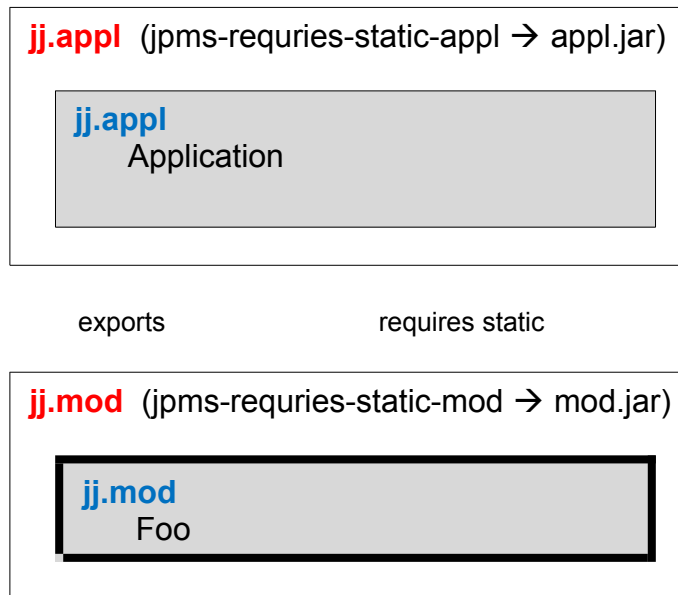 jj.appl (jpms-requries-static-appl → appl.jar)
jj.appl
Application
exports requires static
jj.mod (jpms-requries-static-mod → mod.jar)
jj.mod
Foo